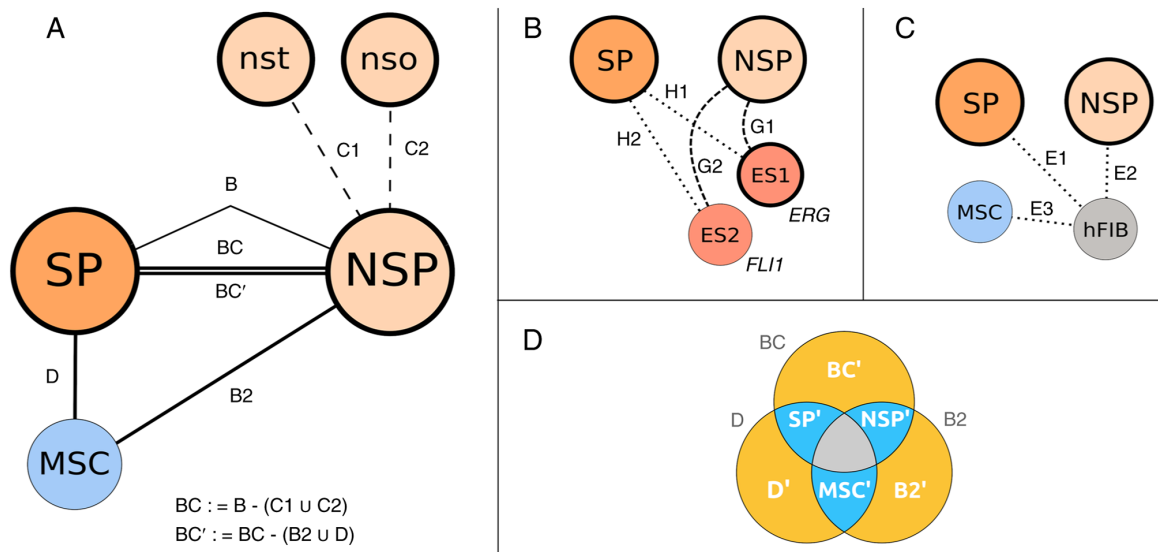 A
nst
nso
C1
C2
B
SP
BC
BC′
NSP
D
B2
MSC
BC : = B - (C1 ∪ C2)
BC′ : = BC - (B2 ∪ D)
B
SP
NSP
H1
G1
H2
G2
ES1
ERG
ES2
FLI1
C
SP
NSP
E1
E2
MSC
E3
hFIB
D
BC
BC'
D
SP'
NSP'
B2
D'
MSC'
B2'